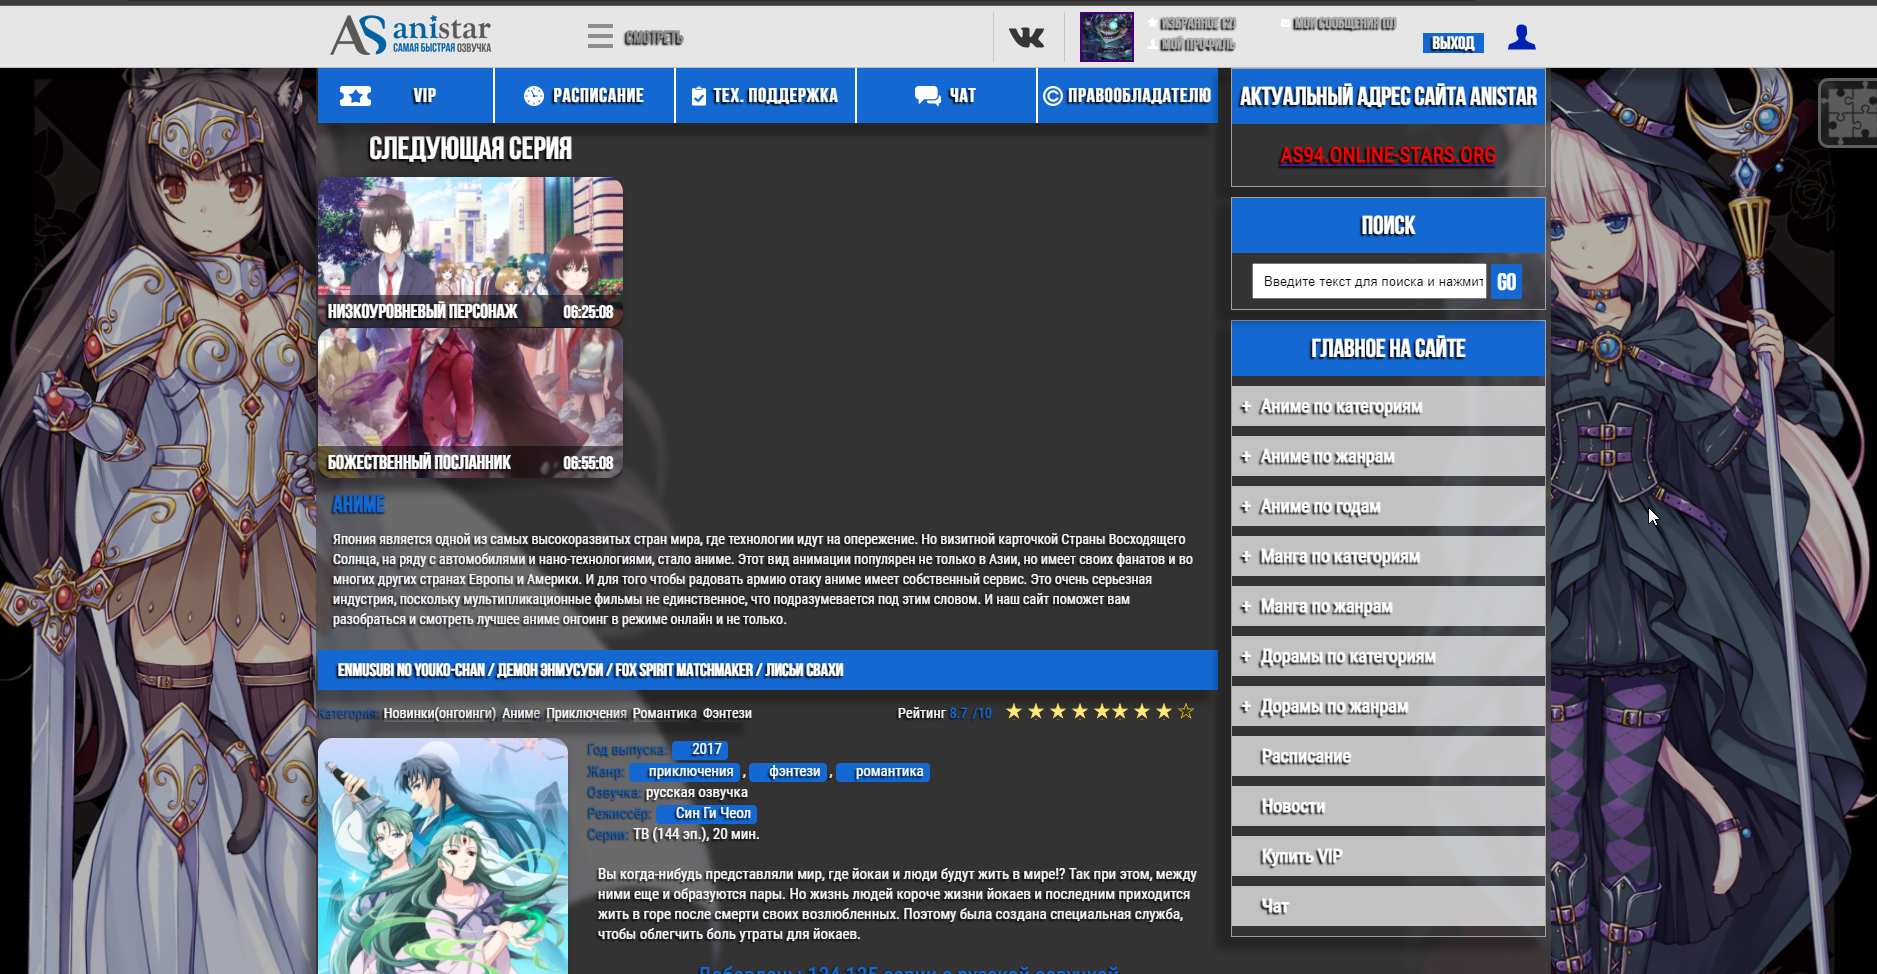 AS anistar
САМАЯ БЫСТРАЯ ОЗВУЧКА
СМОТРЕТЬ
ИЗБРАННОЕ (2)
МОИ СООБЩЕНИЯ (0)
МОЙ ПРОФИЛЬ
ВЫХОД
VIP
РАСПИСАНИЕ
ТЕХ. ПОДДЕРЖКА
ЧАТ
© ПРАВООБЛАДАТЕЛЮ
СЛЕДУЮЩАЯ СЕРИЯ
НИЗКОУРОВНЕВЫЙ ПЕРСОНАЖ 06:25:08
БОЖЕСТВЕННЫЙ ПОСЛАННИК 06:55:08
АНИМЕ
Япония является одной из самых высокоразвитых стран мира, где технологии идут на опережение. Но визитной карточкой Страны Восходящего
Солнца, на ряду с автомобилями и нано-технологиями, стало аниме. Этот вид анимации популярен не только в Азии, но имеет своих фанатов и во
многих других странах Европы и Америки. И для того чтобы радовать армию отаку аниме имеет собственный сервис. Это очень серьезная
индустрия, поскольку мультипликационные фильмы не единственное, что подразумевается под этим словом. И наш сайт поможет вам
разобраться и смотреть лучшее аниме онгоинг в режиме онлайн и не только.
ENMUSUBI NO YOUKO-CHAN / ДЕМОН ЭНМУСУБИ / FOX SPIRIT MATCHMAKER / ЛИСЬИ СВАХИ
Категория: Новинки(онгоинги) Аниме Приключения Романтика Фэнтези
Рейтинг 8.7 /10
Год выпуска: 2017
Жанр: приключения , фэнтези , романтика
Озвучка: русская озвучка
Режиссёр: Син Ги Чеол
Серии: ТВ (144 эп.), 20 мин.
Вы когда-нибудь представляли мир, где йокаи и люди будут жить в мире!? Так при этом, между
ними еще и образуются пары. Но жизнь людей короче жизни йокаев и последним приходится
жить в горе после смерти своих возлюбленных. Поэтому была создана специальная служба,
чтобы облегчить боль утраты для йокаев.
Добавлены 124-125 серии с русской озвучкой
АКТУАЛЬНЫЙ АДРЕС САЙТА ANISTAR
AS94.ONLINE-STARS.ORG
ПОИСК
Введите текст для поиска и нажмит
GO
ГЛАВНОЕ НА САЙТЕ
+ Аниме по категориям
+ Аниме по жанрам
+ Аниме по годам
+ Манга по категориям
+ Манга по жанрам
+ Дорамы по категориям
+ Дорамы по жанрам
Расписание
Новости
Купить VIP
Чат